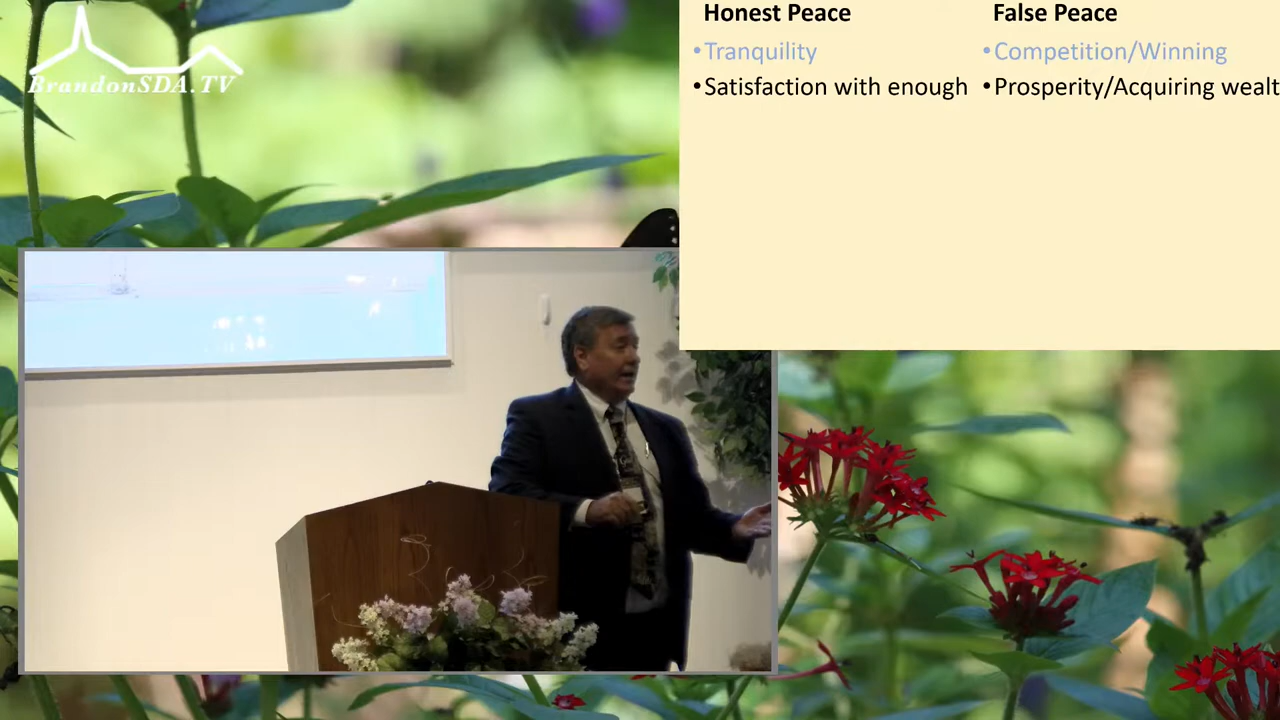 BrandonSDA.TV
Honest Peace
•Tranquility
•Satisfaction with enough
False Peace
•Competition/Winning
•Prosperity/Acquiring wealt